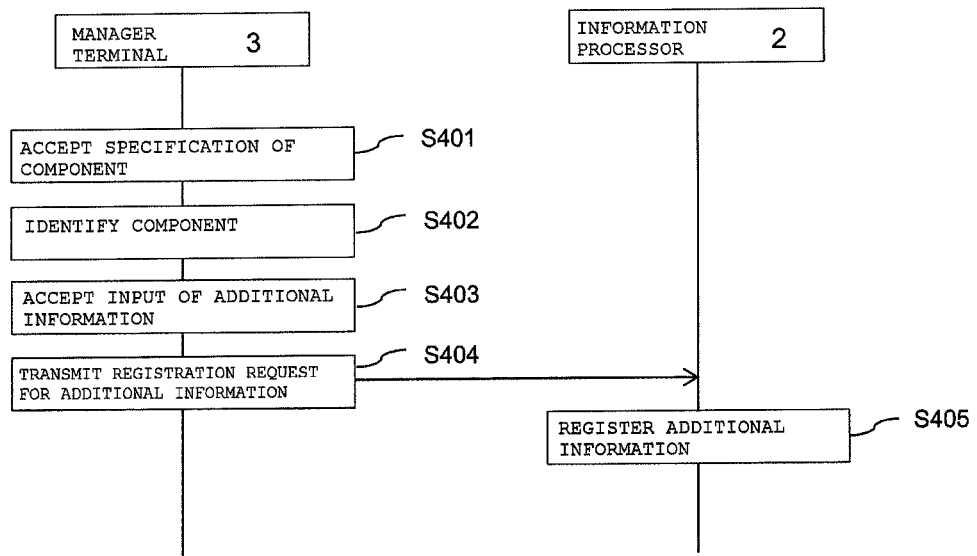 MANAGER
TERMINAL 3
INFORMATION
PROCESSOR 2
ACCEPT SPECIFICATION OF
COMPONENT
S401
IDENTIFY COMPONENT
S402
ACCEPT INPUT OF ADDITIONAL
INFORMATION
S403
TRANSMIT REGISTRATION REQUEST
FOR ADDITIONAL INFORMATION
S404
REGISTER ADDITIONAL
INFORMATION
S405